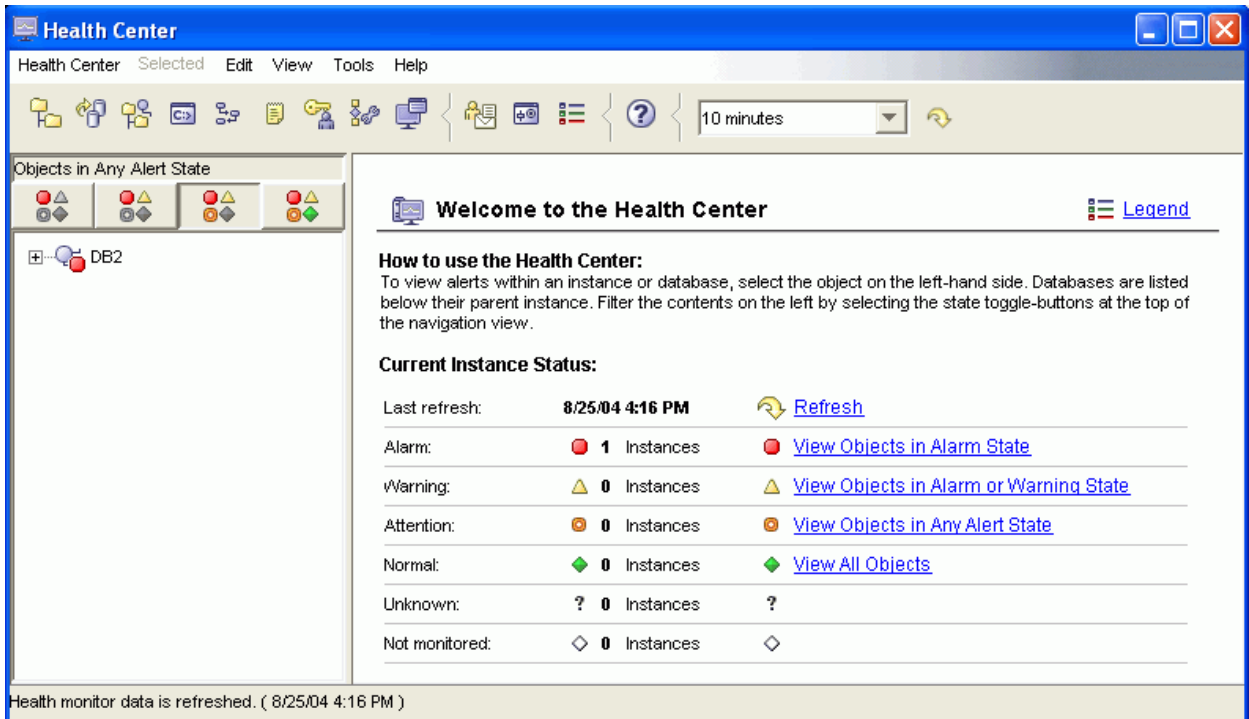 Health Center
Health Center Selected Edit View Tools Help
10 minutes
Objects in Any Alert State
DB2
Welcome to the Health Center
Legend
How to use the Health Center:
To view alerts within an instance or database, select the object on the left-hand side. Databases are listed
below their parent instance. Filter the contents on the left by selecting the state toggle-buttons at the top of
the navigation view.
Current Instance Status:
Last refresh: 8/25/04 4:16 PM Refresh
Alarm: 1 Instances View Objects in Alarm State
Warning: 0 Instances View Objects in Alarm or Warning State
Attention: 0 Instances View Objects in Any Alert State
Normal: 0 Instances View All Objects
Unknown: ? 0 Instances ?
Not monitored: 0 Instances
Health monitor data is refreshed. ( 8/25/04 4:16 PM )